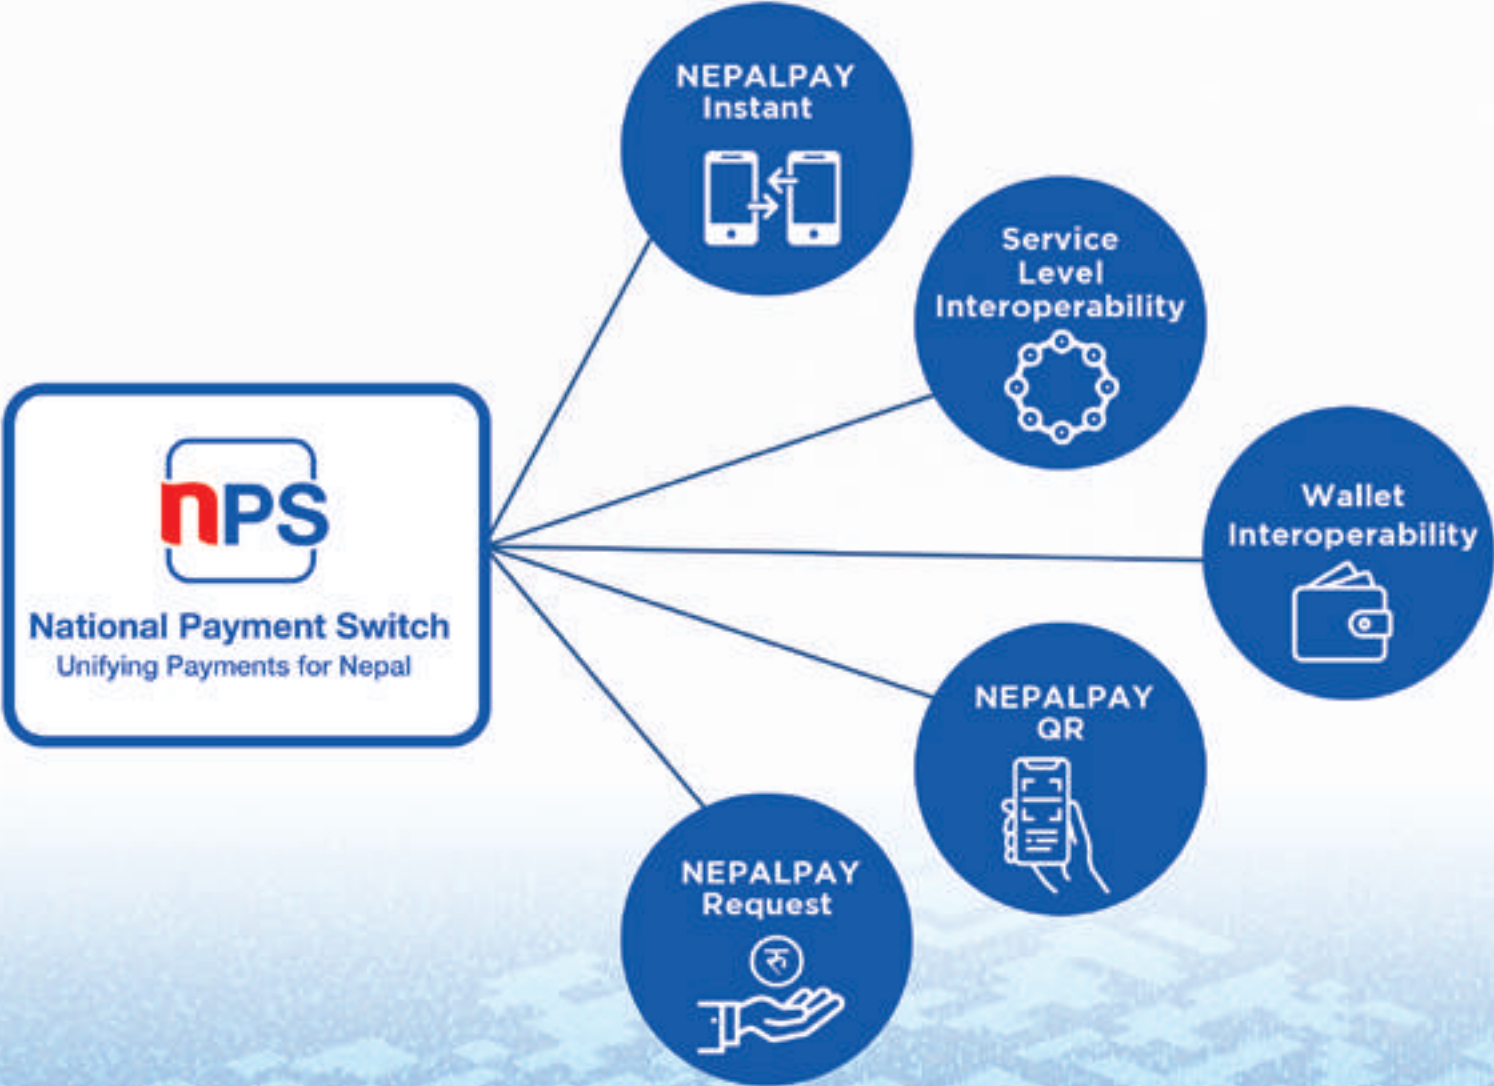 nPS
National Payment Switch
Unifying Payments for Nepal
NEPALPAY
Instant
Service
Level
Interoperability
Wallet
Interoperability
NEPALPAY
QR
NEPALPAY
Request
रु